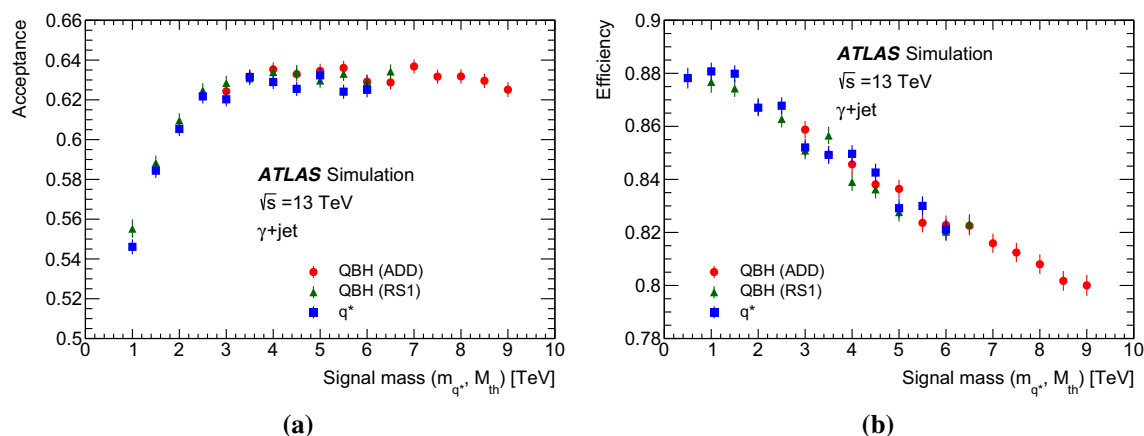 Acceptance
0.66
0.64
0.62
0.6
0.58
0.56
0.54
0.52
0.5
ATLAS Simulation
√s =13 TeV
γ+jet
QBH (ADD)
QBH (RS1)
q*
0 1 2 3 4 5 6 7 8 9 10
Signal mass (m_q*, M_th) [TeV]
(a)
Efficiency
0.9
0.88
0.86
0.84
0.82
0.8
0.78
ATLAS Simulation
√s =13 TeV
γ+jet
QBH (ADD)
QBH (RS1)
q*
0 1 2 3 4 5 6 7 8 9 10
Signal mass (m_q*, M_th) [TeV]
(b)